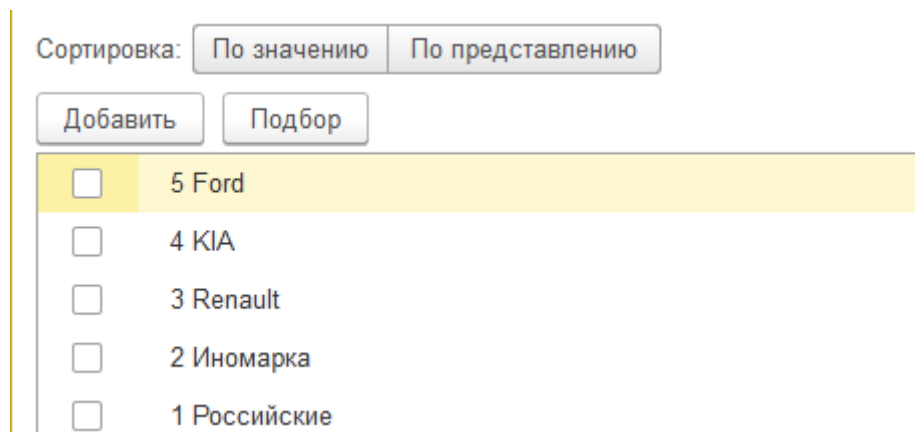 Сортировка: По значению По представлению
Добавить Подбор
5 Ford
4 KIA
3 Renault
2 Иномарка
1 Российские